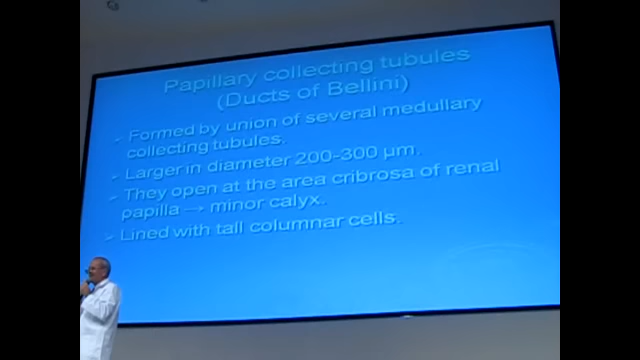 Papillary collecting tubules
(Ducts of Bellini)
Formed by union of several medullary
collecting tubules.
Larger in diameter 200-300 µm.
They open at the area cribrosa of renal
papilla → minor calyx.
Lined with tall columnar cells.